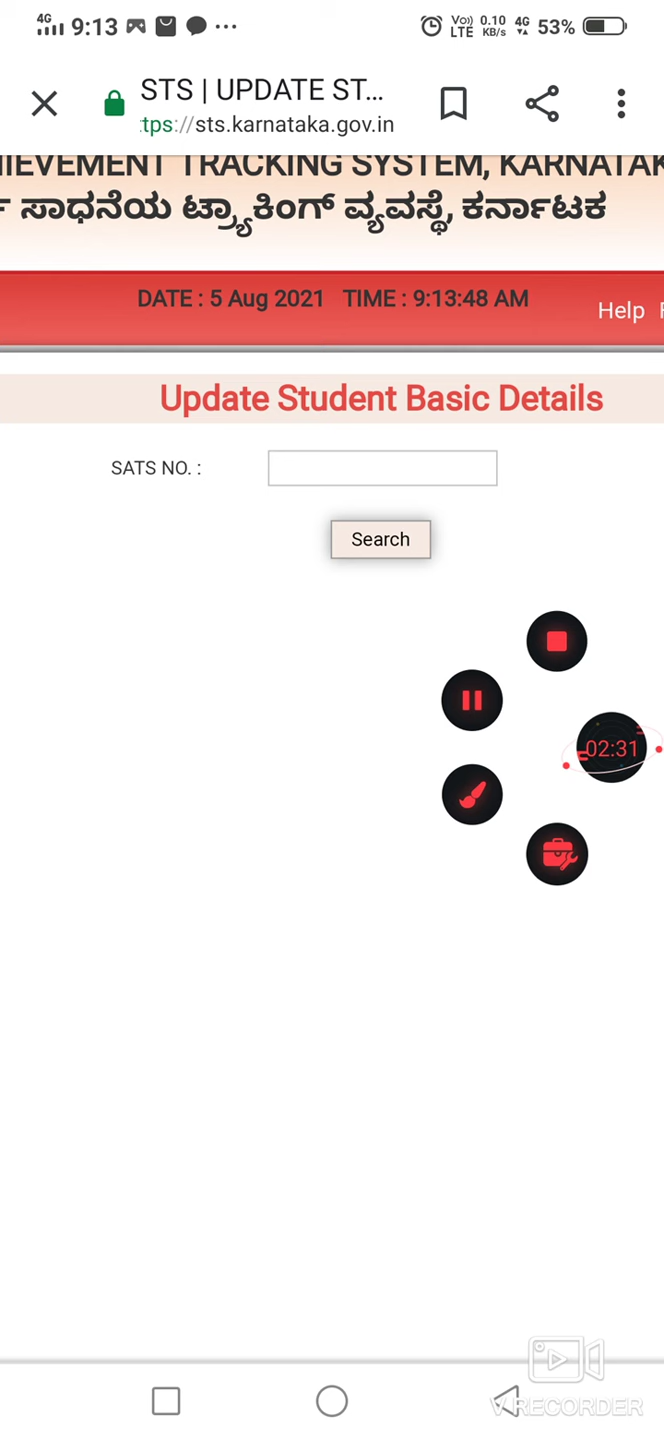 4G 9:13 ... Vo)) LTE 0.10 KB/s 4G 53%
STS | UPDATE ST...
tps://sts.karnataka.gov.in
IEVEMENT TRACKING SYSTEM, KARNATAK
ಸಾಧನೆಯ ಟ್ರ್ಯಾಕಿಂಗ್ ವ್ಯವಸ್ಥೆ, ಕರ್ನಾಟಕ
DATE : 5 Aug 2021 TIME : 9:13:48 AM
Help
Update Student Basic Details
SATS NO. :
Search
02:31
V RECORDER